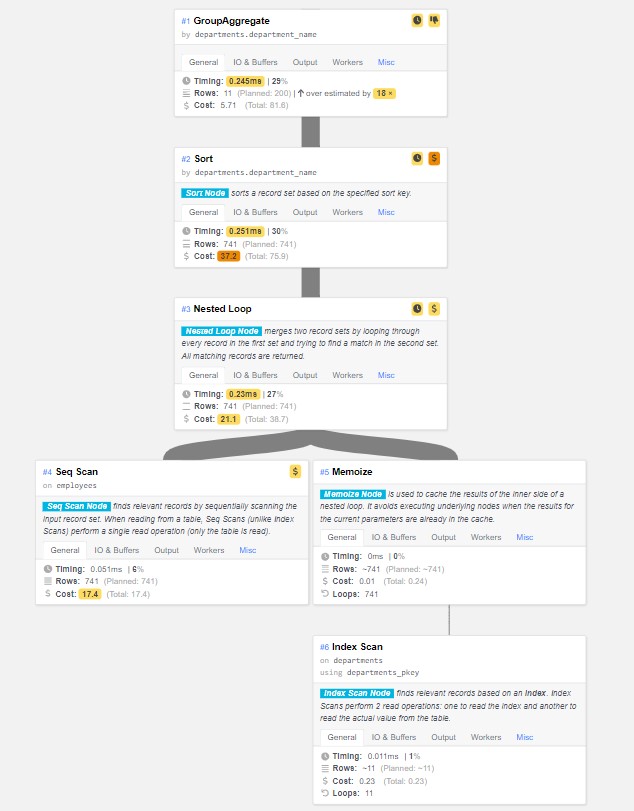 #1 GroupAggregate
by departments.department_name
General IO & Buffers Output Workers Misc
Timing: 0.245ms | 29%
Rows: 11 (Planned: 200) | over estimated by 18 ×
$ Cost: 5.71 (Total: 81.6)
#2 Sort $
by departments.department_name
Sort Node sorts a record set based on the specified sort key.
General IO & Buffers Output Workers Misc
Timing: 0.251ms | 30%
Rows: 741 (Planned: 741)
$ Cost: 37.2 (Total: 75.9)
#3 Nested Loop $
Nested Loop Node merges two record sets by looping through
every record in the first set and trying to find a match in the second set.
All matching records are returned.
General IO & Buffers Output Workers Misc
Timing: 0.23ms | 27%
Rows: 741 (Planned: 741)
$ Cost: 21.1 (Total: 38.7)
#4 Seq Scan $
on employees
Seq Scan Node finds relevant records by sequentially scanning the
input record set. When reading from a table, Seq Scans (unlike Index
Scans) perform a single read operation (only the table is read).
General IO & Buffers Output Workers Misc
Timing: 0.051ms | 6%
Rows: 741 (Planned: 741)
$ Cost: 17.4 (Total: 17.4)
#5 Memoize
Memoize Node is used to cache the results of the inner side of a
nested loop. It avoids executing underlying nodes when the results for
the current parameters are already in the cache.
General IO & Buffers Output Workers Misc
Timing: 0ms | 0%
Rows: ~741 (Planned: ~741)
$ Cost: 0.01 (Total: 0.24)
Loops: 741
#6 Index Scan
on departments
using departments_pkey
Index Scan Node finds relevant records based on an Index. Index
Scans perform 2 read operations: one to read the index and another to
read the actual value from the table.
General IO & Buffers Output Workers Misc
Timing: 0.011ms | 1%
Rows: ~11 (Planned: ~11)
$ Cost: 0.23 (Total: 0.23)
Loops: 11